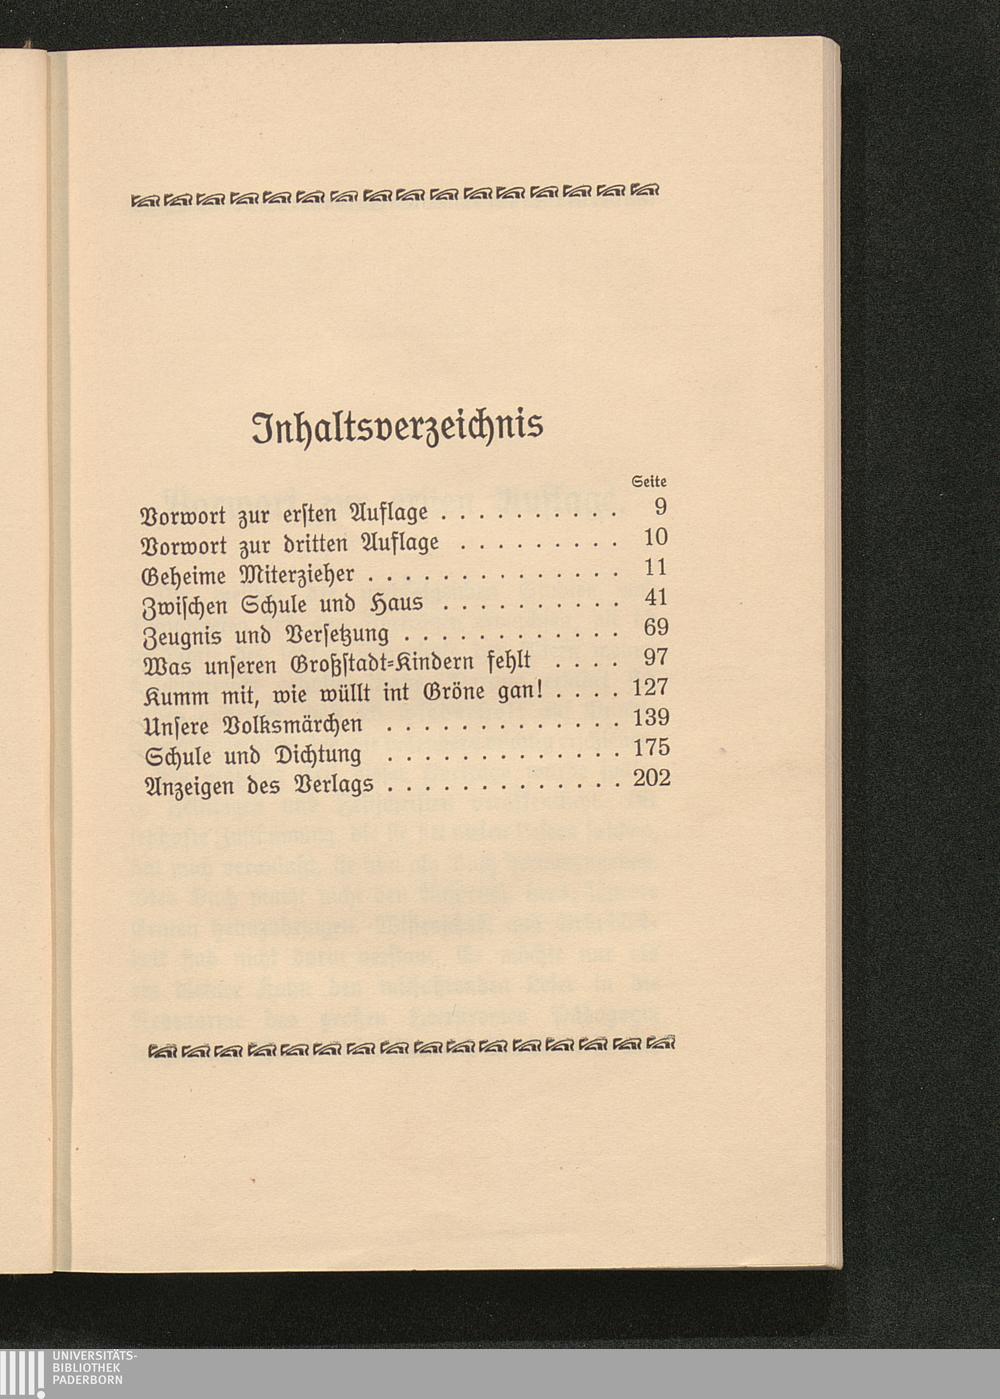 Inhaltsverzeichnis
Seite
Vorwort zur ersten Auflage . . . . . . . . . . 9
Vorwort zur dritten Auflage . . . . . . . . . 10
Geheime Miterzieher . . . . . . . . . . . . . . 11
Zwischen Schule und Haus . . . . . . . . . . 41
Zeugnis und Versetzung . . . . . . . . . . . . 69
Was unseren Großstadt-Kindern fehlt . . . . 97
Kumm mit, wie wüllt int Gröne gan! . . . . 127
Unsere Volksmärchen . . . . . . . . . . . . . 139
Schule und Dichtung . . . . . . . . . . . . . 175
Anzeigen des Verlags . . . . . . . . . . . . . 202
UNIVERSITÄTS-
BIBLIOTHEK
PADERBORN